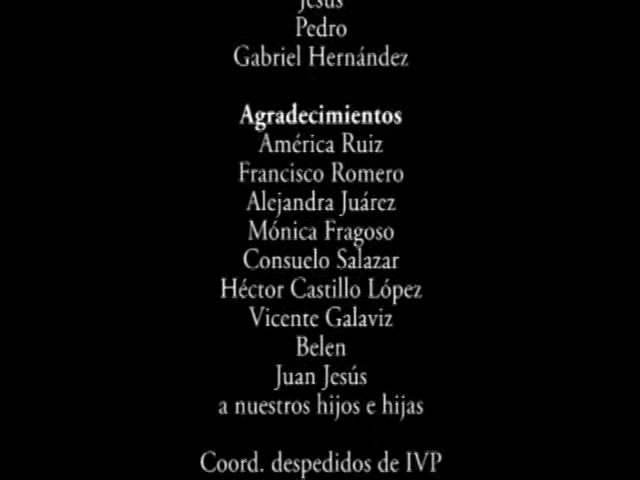 Jesús
Pedro
Gabriel Hernández
Agradecimientos
América Ruiz
Francisco Romero
Alejandra Juárez
Mónica Fragoso
Consuelo Salazar
Héctor Castillo López
Vicente Galaviz
Belen
Juan Jesús
a nuestros hijos e hijas
Coord. despedidos de IVP